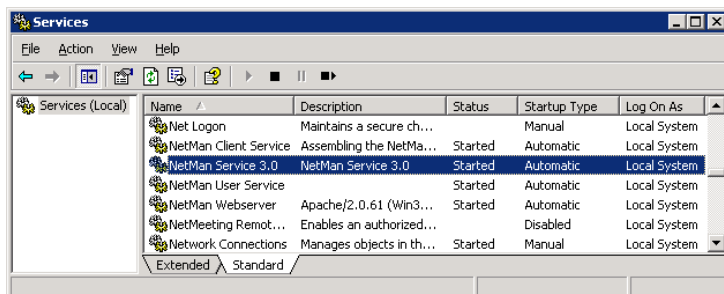 Services
File Action View Help
Services (Local)
Name Description Status Startup Type Log On As
Net Logon Maintains a secure ch... Manual Local System
NetMan Client Service Assembling the NetMa... Started Automatic Local System
NetMan Service 3.0 NetMan Service 3.0 Started Automatic Local System
NetMan User Service Started Automatic Local System
NetMan Webserver Apache/2.0.61 (Win3... Started Automatic Local System
NetMeeting Remot... Enables an authorized... Disabled Local System
Network Connections Manages objects in th... Started Manual Local System
Extended Standard